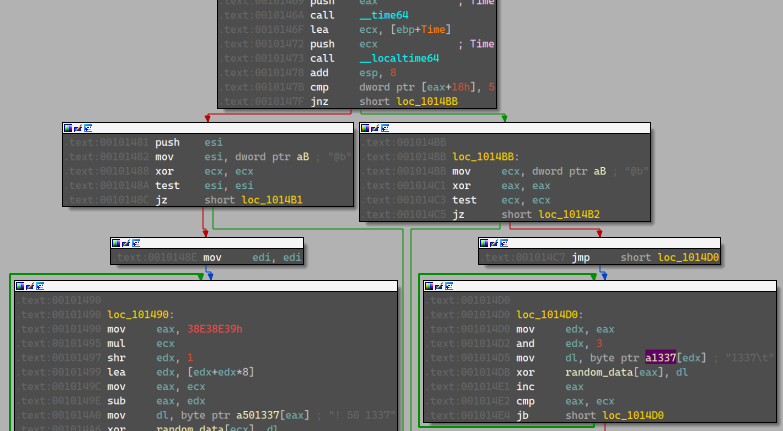 .text:00101469 push eax ; Time
.text:0010146A call __time64
.text:0010146F lea ecx, [ebp+Time]
.text:00101472 push ecx ; Time
.text:00101473 call __localtime64
.text:00101478 add esp, 8
.text:0010147B cmp dword ptr [eax+18h], 5
.text:0010147F jnz short loc_1014BB
.text:00101481 push esi
.text:00101482 mov esi, dword ptr aB ; "@b"
.text:00101488 xor ecx, ecx
.text:0010148A test esi, esi
.text:0010148C jz short loc_1014B1
.text:001014BB
.text:001014BB loc_1014BB:
.text:001014BB mov ecx, dword ptr aB ; "@b"
.text:001014C1 xor eax, eax
.text:001014C3 test ecx, ecx
.text:001014C5 jz short loc_1014B2
.text:0010148E mov edi, edi
.text:001014C7 jmp short loc_1014D0
.text:00101490
.text:00101490 loc_101490:
.text:00101490 mov eax, 38E38E39h
.text:00101495 mul ecx
.text:00101497 shr edx, 1
.text:00101499 lea edx, [edx+edx*8]
.text:0010149C mov eax, ecx
.text:0010149E sub eax, edx
.text:001014A0 mov dl, byte ptr a501337[eax] ; "! 50 1337"
.text:001014A6 xor random_data[ecx], dl
.text:001014D0
.text:001014D0 loc_1014D0:
.text:001014D0 mov edx, eax
.text:001014D2 and edx, 3
.text:001014D5 mov dl, byte ptr a1337[edx] ; "1337\t"
.text:001014DB xor random_data[eax], dl
.text:001014E1 inc eax
.text:001014E2 cmp eax, ecx
.text:001014E4 jb short loc_1014D0